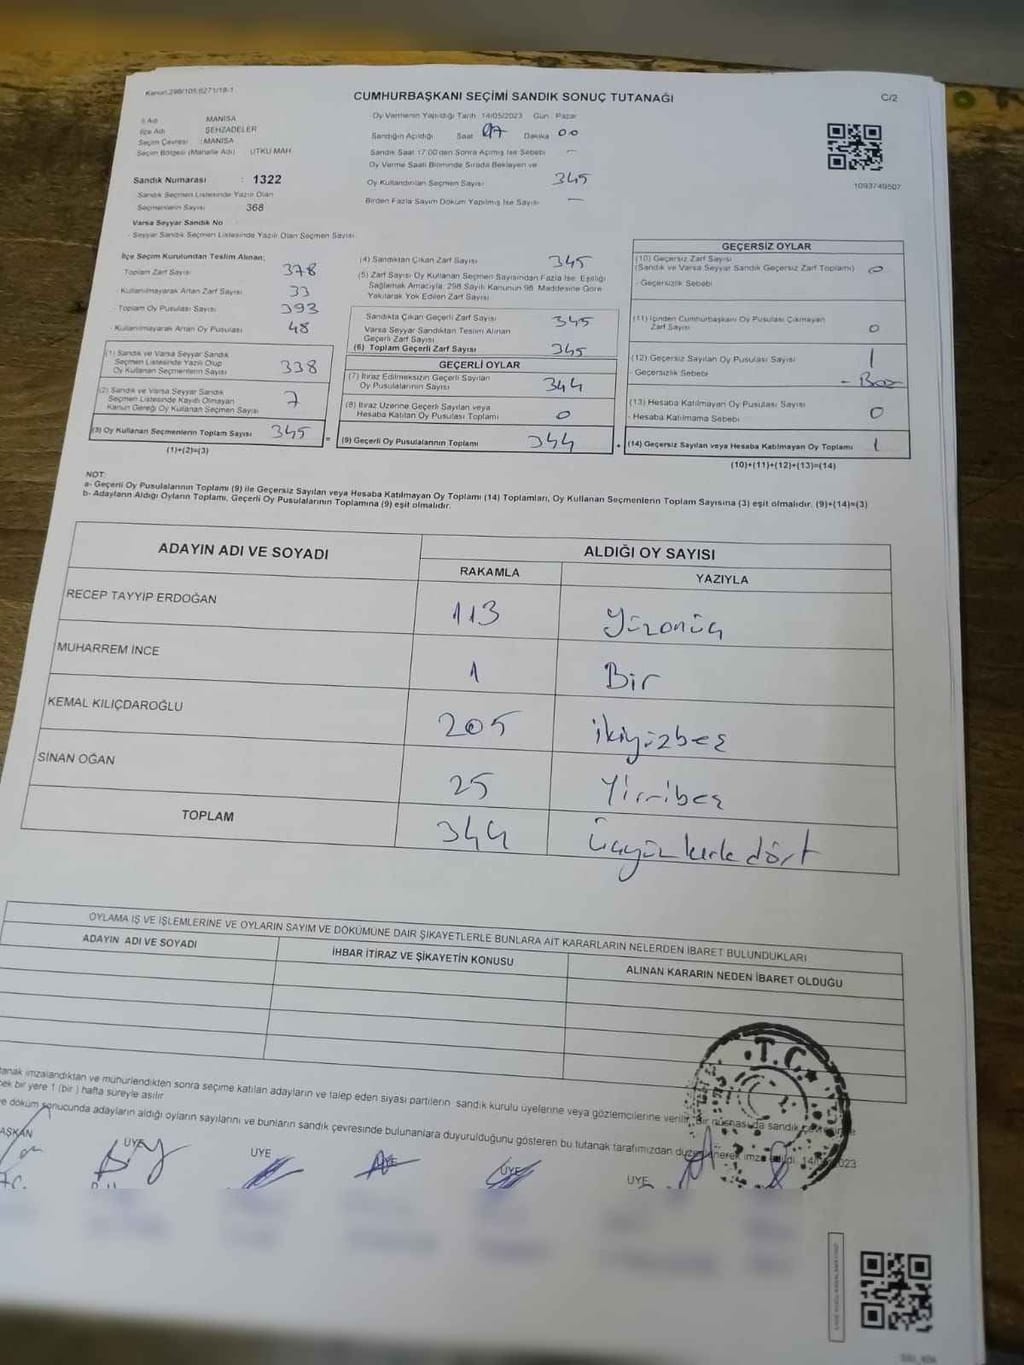 Kanun:298/105,6271/18-1
CUMHURBAŞKANI SEÇİMİ SANDIK SONUÇ TUTANAĞI
C/2
İl Adı MANİSA
İlçe Adı ŞEHZADELER
Seçim Çevresi : MANİSA
Seçim Bölgesi (Mahalle Adı) UTKU MAH.
Sandık Numarası : 1322
Sandık Seçmen Listesinde Yazılı Olan
Seçmenlerin Sayısı 368
Varsa Seyyar Sandık No
- Seyyar Sandık Seçmen Listesinde Yazılı Olan Seçmen Sayısı
Oy Vermenin Yapıldığı Tarih 14/05/2023 Gün : Pazar
Sandığın Açıldığı Saat 17 Dakika 00
Sandık Saat 17:00'den Sonra Açılmış İse Sebebi —
Oy Verme Saati Bitiminde Sırada Bekleyen ve
Oy Kullandırılan Seçmen Sayısı 345
Birden Fazla Sayım Döküm Yapılmış İse Sayısı —
1093749507
İlçe Seçim Kurulundan Teslim Alınan;
Toplam Zarf Sayısı 378
- Kullanılmayarak Artan Zarf Sayısı 33
- Toplam Oy Pusulası Sayısı 393
- Kullanılmayarak Artan Oy Pusulası 48
(1) Sandık ve Varsa Seyyar Sandık
Seçmen Listesinde Yazılı Olup
Oy Kullanan Seçmenlerin Sayısı 338
(2) Sandık ve Varsa Seyyar Sandık
Seçmen Listesinde Kayıtlı Olmayan
Kanun Gereği Oy Kullanan Seçmen Sayısı 7
(3) Oy Kullanan Seçmenlerin Toplam Sayısı 345
(1)+(2)=(3)
(4) Sandıktan Çıkan Zarf Sayısı 345
(5) Zarf Sayısı Oy Kullanan Seçmen Sayısından Fazla İse; Eşitliği
Sağlamak Amacıyla, 298 Sayılı Kanunun 98. Maddesine Göre
Yakılarak Yok Edilen Zarf Sayısı
Sandıkta Çıkan Geçerli Zarf Sayısı 345
Varsa Seyyar Sandıktan Teslim Alınan
Geçerli Zarf Sayısı
(6) Toplam Geçerli Zarf Sayısı 345
GEÇERLİ OYLAR
(7) İtiraz Edilmeksizin Geçerli Sayılan
Oy Pusulalarının Sayısı 344
(8) İtiraz Üzerine Geçerli Sayılan veya
Hesaba Katılan Oy Pusulası Toplamı 0
= (9) Geçerli Oy Pusulalarının Toplamı 344
GEÇERSİZ OYLAR
(10) Geçersiz Zarf Sayısı
(Sandık ve Varsa Seyyar Sandık Geçersiz Zarf Toplamı) 0
- Geçersizlik Sebebi
(11) İçinden Cumhurbaşkanı Oy Pusulası Çıkmayan
Zarf Sayısı 0
(12) Geçersiz Sayılan Oy Pusulası Sayısı 1
- Geçersizlik Sebebi - Boz
(13) Hesaba Katılmayan Oy Pusulası Sayısı 0
- Hesaba Katılmama Sebebi
+ (14) Geçersiz Sayılan veya Hesaba Katılmayan Oy Toplamı 1
(10)+(11)+(12)+(13)=(14)
NOT:
a- Geçerli Oy Pusulalarının Toplamı (9) ile Geçersiz Sayılan veya Hesaba Katılmayan Oy Toplamı (14) Toplamları, Oy Kullanan Seçmenlerin Toplam Sayısına (3) eşit olmalıdır. (9)+(14)=(3)
b- Adayların Aldığı Oyların Toplamı, Geçerli Oy Pusulalarının Toplamına (9) eşit olmalıdır.
ADAYIN ADI VE SOYADI ALDIĞI OY SAYISI
RAKAMLA YAZIYLA
RECEP TAYYIP ERDOĞAN 113 Yüzonüç
MUHARREM İNCE 1 Bir
KEMAL KILIÇDAROĞLU 205 ikiyüzbeş
SİNAN OĞAN 25 Yirmibeş
TOPLAM 344 Üçyüz kırk dört
OYLAMA İŞ VE İŞLEMLERİNE VE OYLARIN SAYIM VE DÖKÜMÜNE DAİR ŞİKAYETLERLE BUNLARA AİT KARARLARIN NELERDEN İBARET BULUNDUKLARI
ADAYIN ADI VE SOYADI İHBAR İTİRAZ VE ŞİKAYETİN KONUSU ALINAN KARARIN NEDEN İBARET OLDUĞU
.T.C.
tanak imzalandıktan ve mühürlendikten sonra seçime katılan adayların ve talep eden siyasi partilerin sandık kurulu üyelerine veya gözlemcilerine verilir, Bir nüshası da sandık
ek bir yere 1 (bir) hafta süreyle asılır
ve döküm sonucunda adayların aldığı oyların sayılarını ve bunların sandık çevresinde bulunanlara duyurulduğunu gösteren bu tutanak tarafımızdan düzenlenerek imza edildi. 14/05/2023
AŞKAN ÜYE ÜYE ÜYE ÜYE